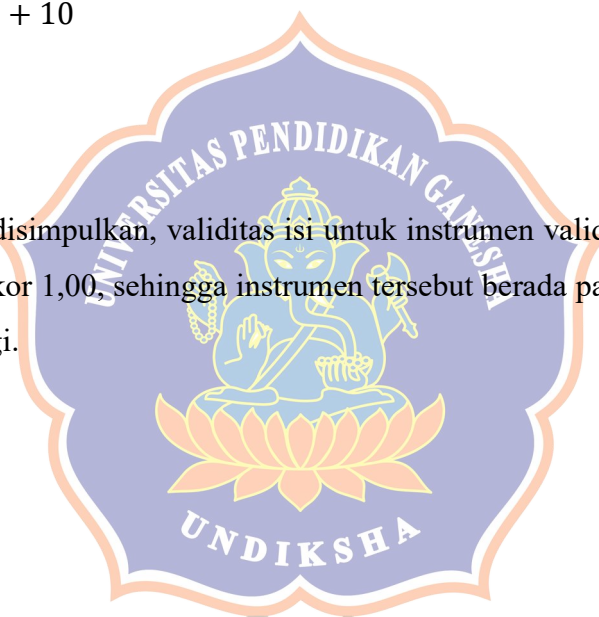 + 10
UNIVERSITAS PENDIDIKAN GANESHA
disimpulkan, validitas isi untuk instrumen valid
kor 1,00, sehingga instrumen tersebut berada pa
gi.
UNDIKSHA